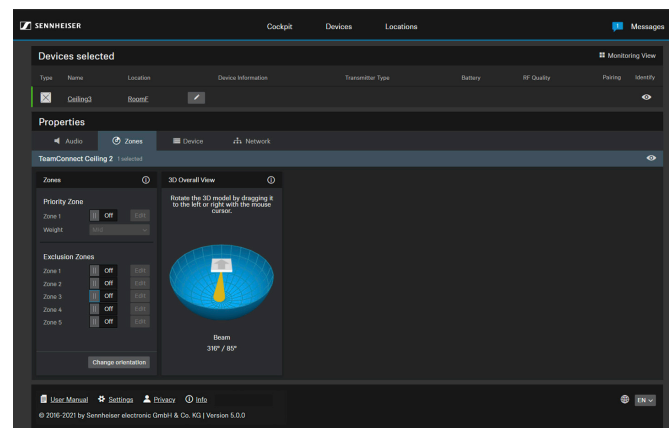 SENNHEISER Cockpit Devices Locations 1 Messages
Devices selected Monitoring View
Type Name Location Device Information Transmitter Type Battery RF Quality Pairing Identify
Ceiling3 RoomF
Properties
Audio Zones Device Network
TeamConnect Ceiling 2 1 selected
Zones 3D Overall View
Priority Zone
Zone 1 Off Edit
Weight Mid
Exclusion Zones
Zone 1 Off Edit
Zone 2 Off Edit
Zone 3 Off Edit
Zone 4 Off Edit
Zone 5 Off Edit
Change orientation
Rotate the 3D model by dragging it
to the left or right with the mouse
cursor.
Beam
316° / 85°
User Manual Settings Privacy Info EN
© 2016-2021 by Sennheiser electronic GmbH & Co. KG | Version 5.0.0